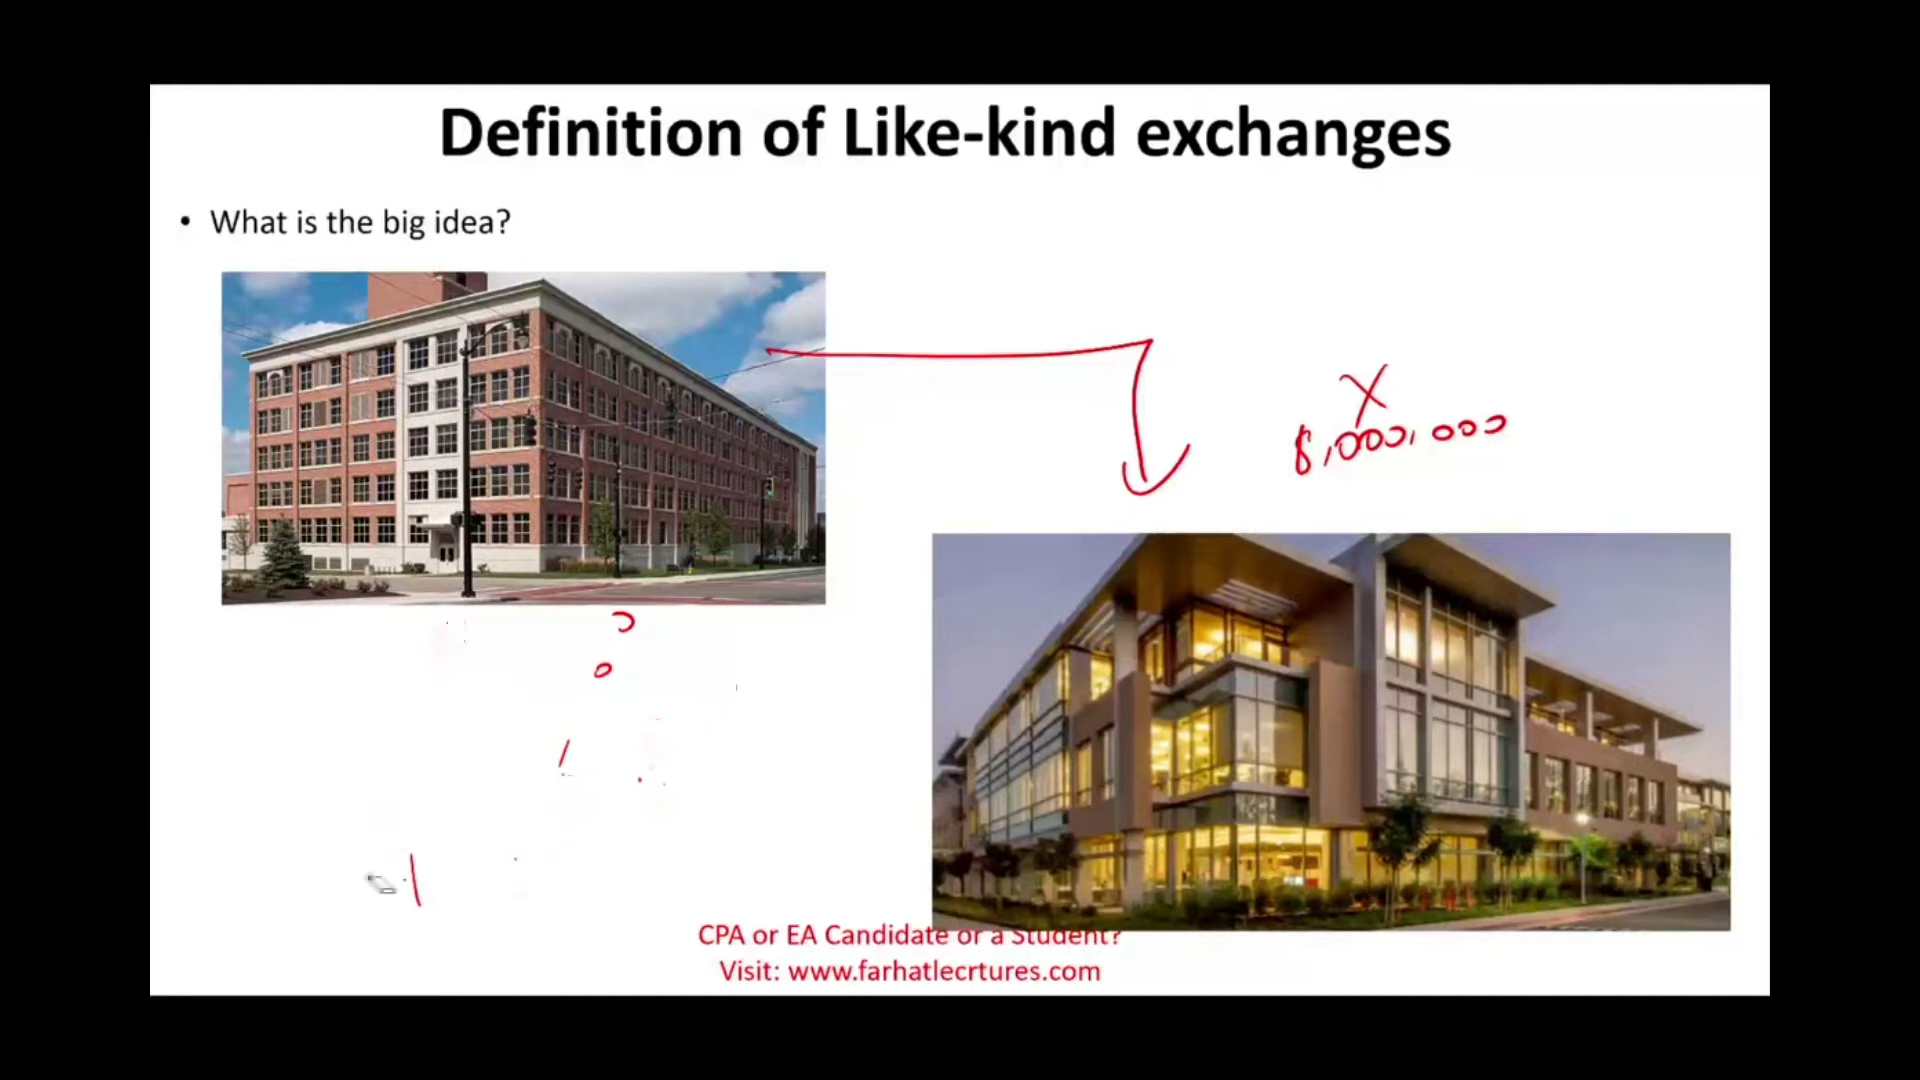 Definition of Like-kind exchanges
• What is the big idea?
X
8,000,000
CPA or EA Candidate or a Student?
Visit: www.farhatlecrtures.com